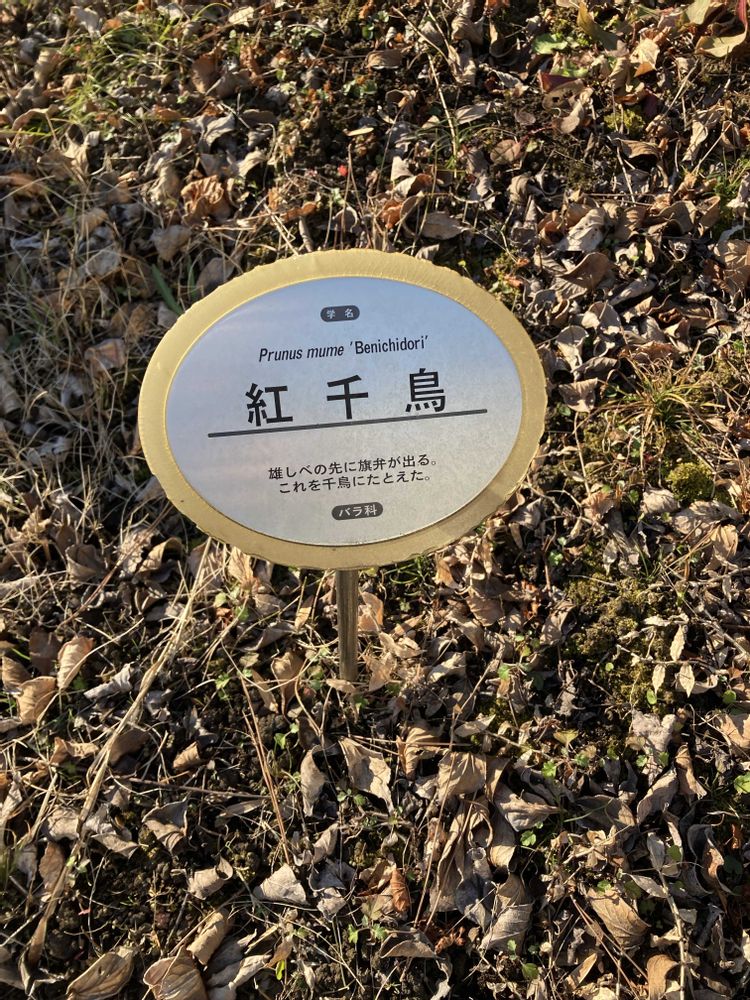 学名
Prunus mume 'Benichidori'
紅千鳥
雄しべの先に旗弁が出る。
これを千鳥にたとえた。
バラ科